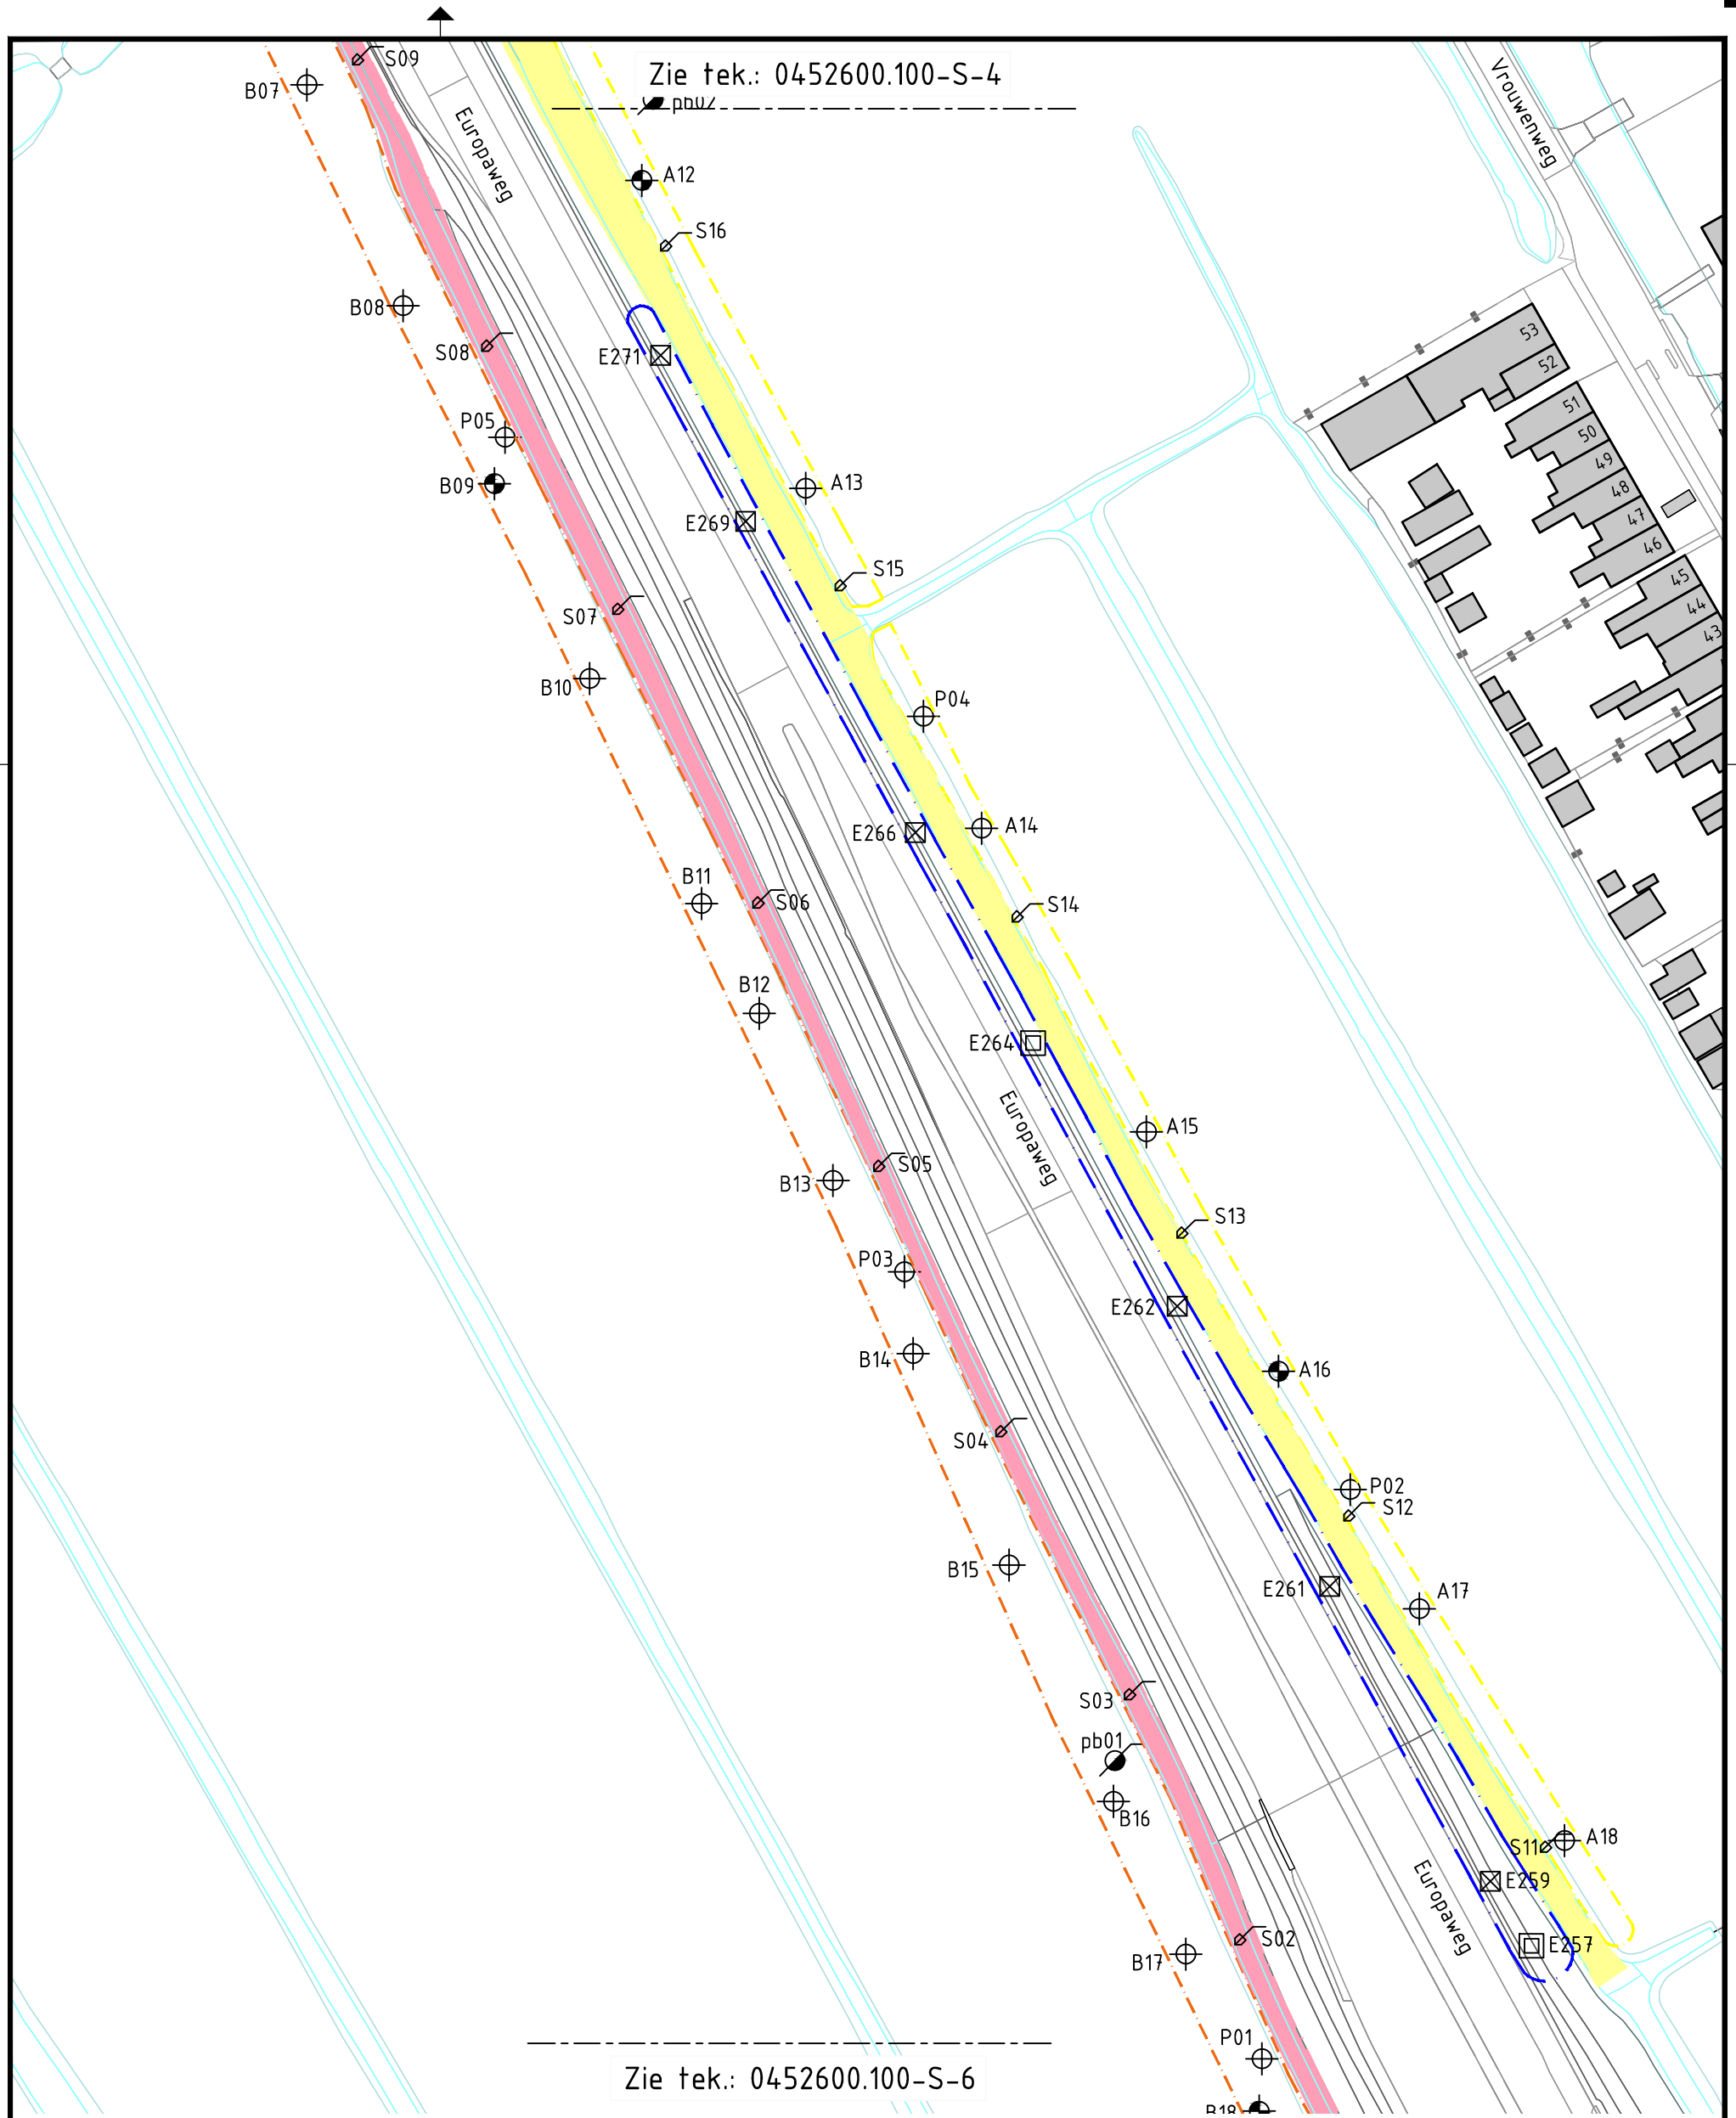 S09
B07
Zie tek.: 0452600.100-S-4
pb02
Vrouwenweg
Europaweg
A12
S16
B08
S08
E271
53
52
51
50
49
48
47
46
45
44
43
P05
B09
A13
E269
S15
S07
B10
P04
E266
A14
B11
S06
S14
B12
E264
Europaweg
A15
B13
S05
S13
P03
E262
B14
A16
S04
P02
S12
B15
E261
A17
S03
pb01
B16
A18
S11
E259
Europaweg
S02
E257
B17
P01
Zie tek.: 0452600.100-S-6
B18